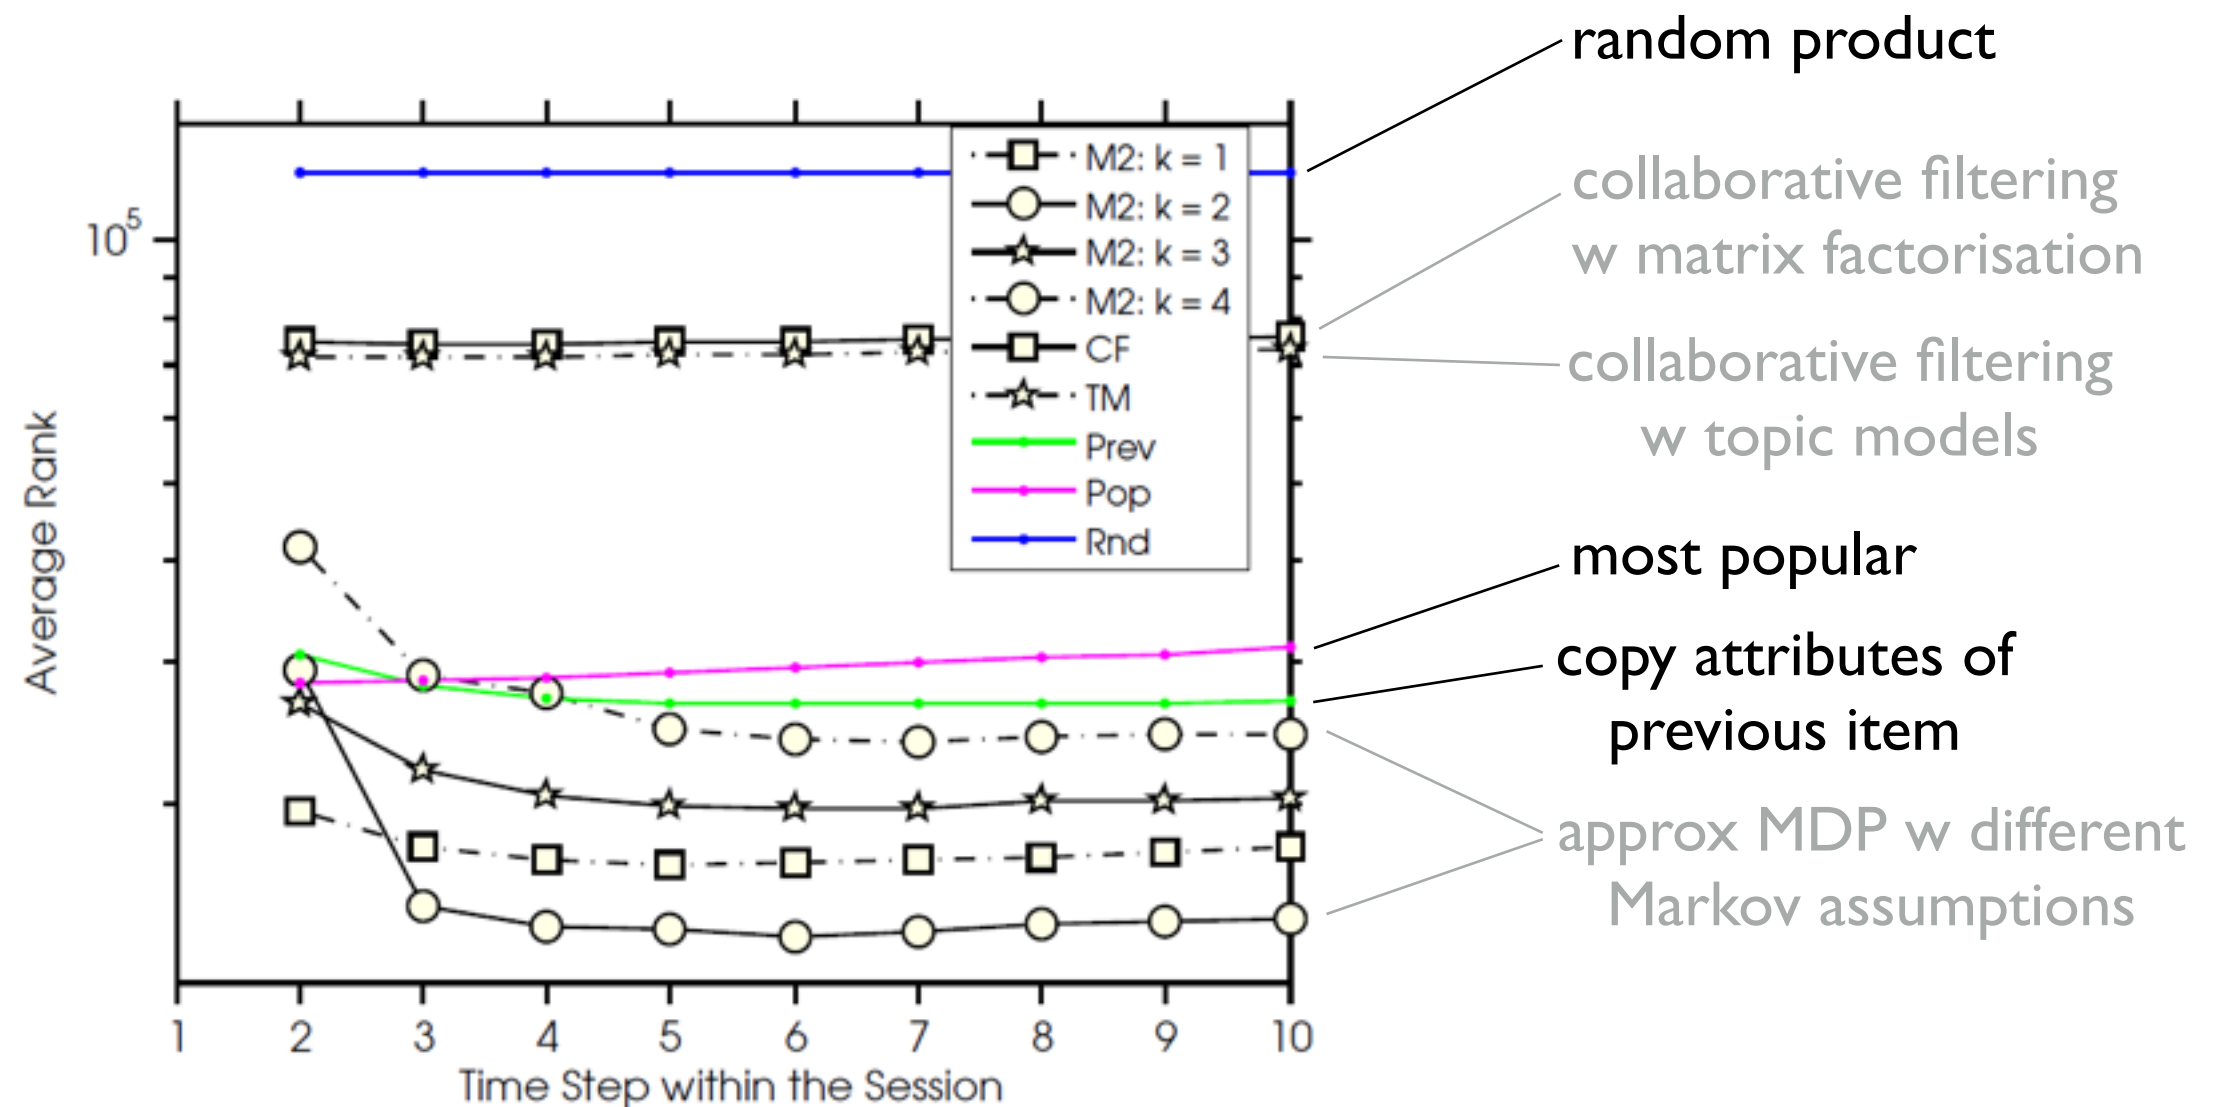 random product
collaborative filtering
w matrix factorisation
collaborative filtering
w topic models
most popular
copy attributes of
previous item
approx MDP w different
Markov assumptions
M2: k = 1
M2: k = 2
M2: k = 3
M2: k = 4
CF
TM
Prev
Pop
Rnd
10^5
Average Rank
1 2 3 4 5 6 7 8 9 10
Time Step within the Session